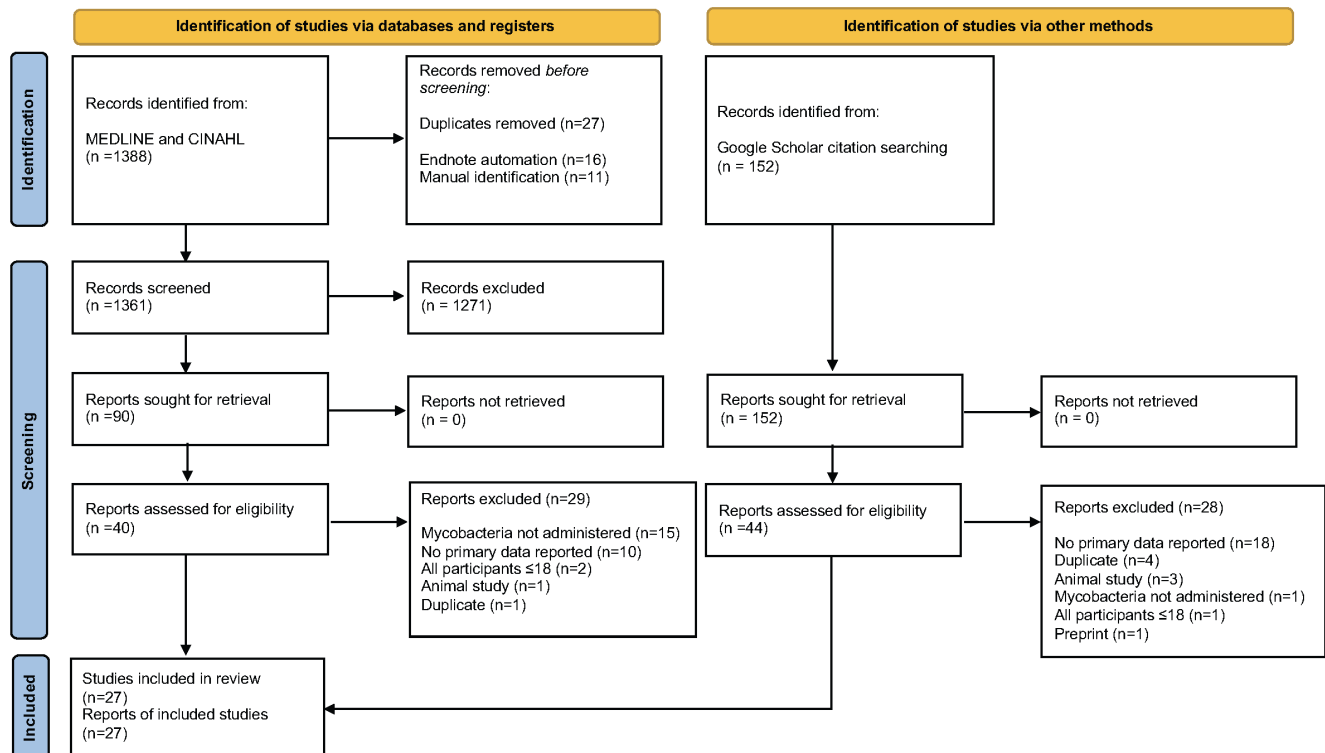 Identification of studies via databases and registers
Identification of studies via other methods
Identification
Records identified from:
MEDLINE and CINAHL
(n =1388)
Records removed before
screening:
Duplicates removed (n=27)
Endnote automation (n=16)
Manual identification (n=11)
Records identified from:
Google Scholar citation searching
(n = 152)
Screening
Records screened
(n =1361)
Records excluded
(n = 1271)
Reports sought for retrieval
(n =90)
Reports not retrieved
(n = 0)
Reports sought for retrieval
(n = 152)
Reports not retrieved
(n = 0)
Reports assessed for eligibility
(n =40)
Reports excluded (n=29)
Mycobacteria not administered (n=15)
No primary data reported (n=10)
All participants ≤18 (n=2)
Animal study (n=1)
Duplicate (n=1)
Reports assessed for eligibility
(n =44)
Reports excluded (n=28)
No primary data reported (n=18)
Duplicate (n=4)
Animal study (n=3)
Mycobacteria not administered (n=1)
All participants ≤18 (n=1)
Preprint (n=1)
Included
Studies included in review
(n=27)
Reports of included studies
(n=27)